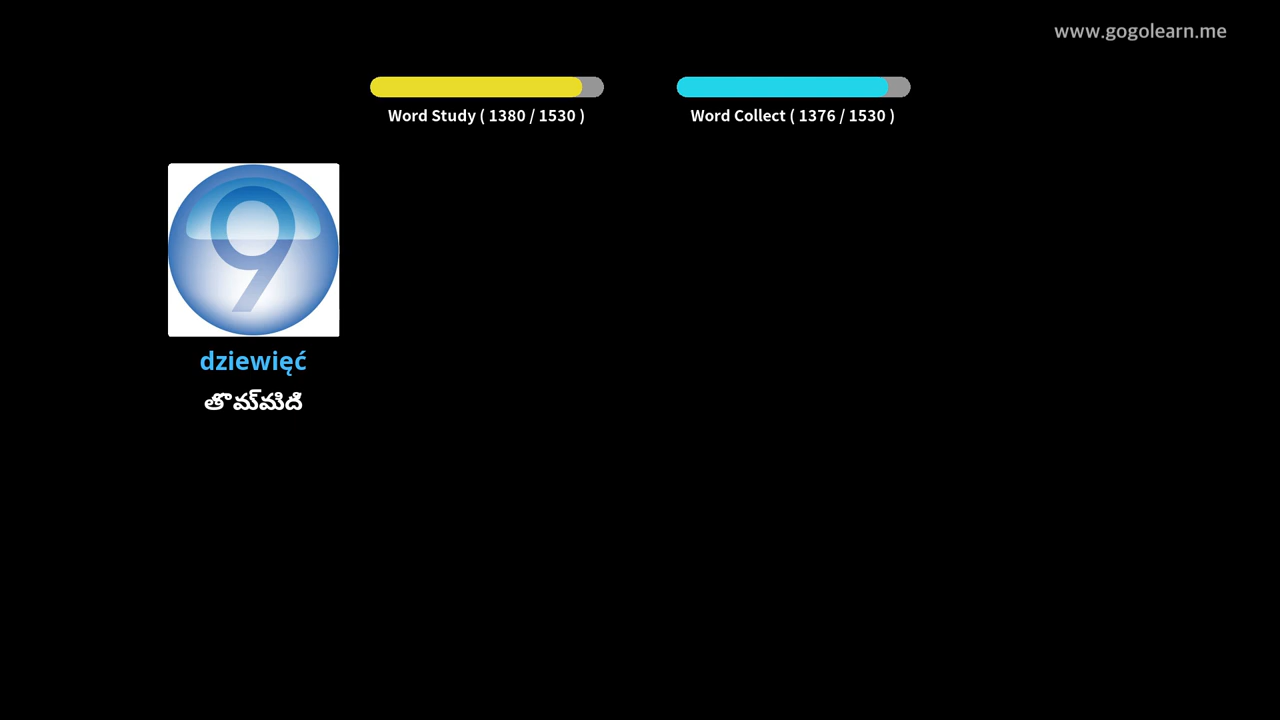 www.gogolearn.me
Word Study ( 1380 / 1530 )
Word Collect ( 1376 / 1530 )
9
dziewięć
తొమ్మిది